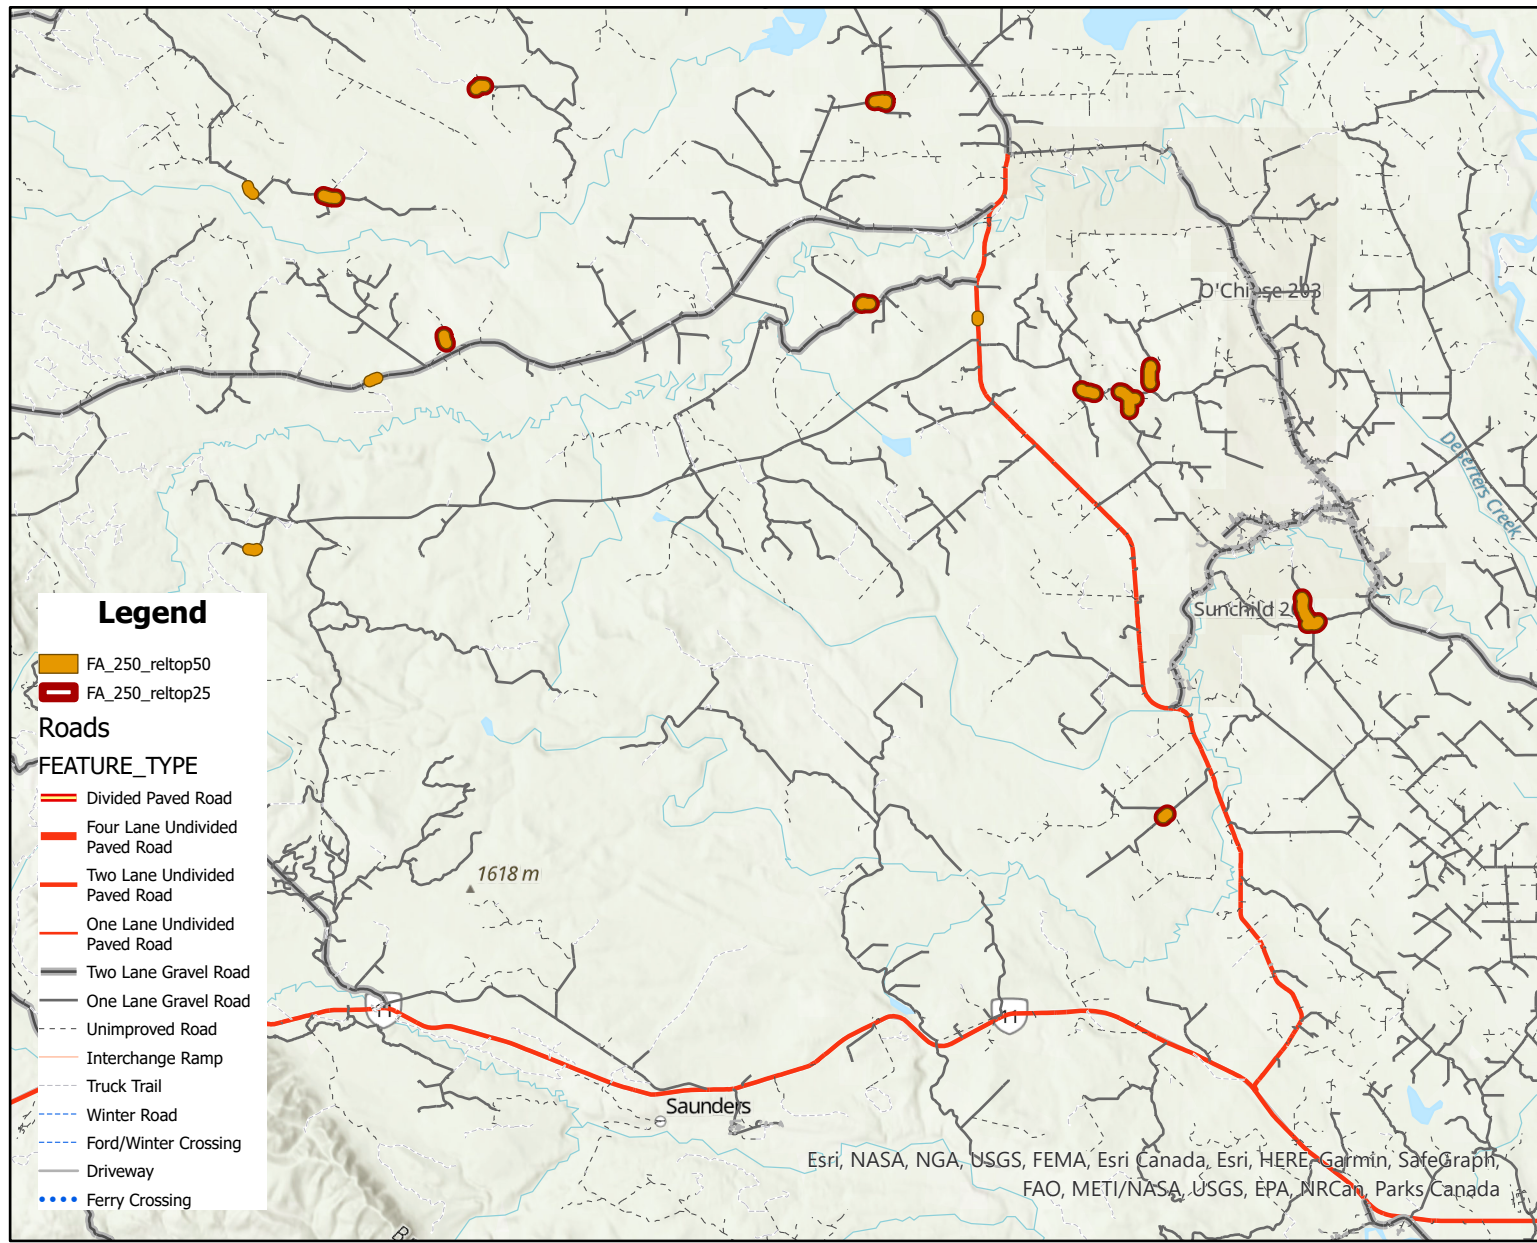 O'Chiese 203
Deserters Creek
Sunchild 2
Legend
FA_250_reltop50
FA_250_reltop25
Roads
FEATURE_TYPE
Divided Paved Road
Four Lane Undivided
Paved Road
Two Lane Undivided
Paved Road
One Lane Undivided
Paved Road
Two Lane Gravel Road
One Lane Gravel Road
Unimproved Road
Interchange Ramp
Truck Trail
Winter Road
Ford/Winter Crossing
Driveway
Ferry Crossing
1618 m
11
11
Saunders
Esri, NASA, NGA, USGS, FEMA, Esri Canada, Esri, HERE, Garmin, SafeGraph,
FAO, METI/NASA, USGS, EPA, NRCan, Parks Canada